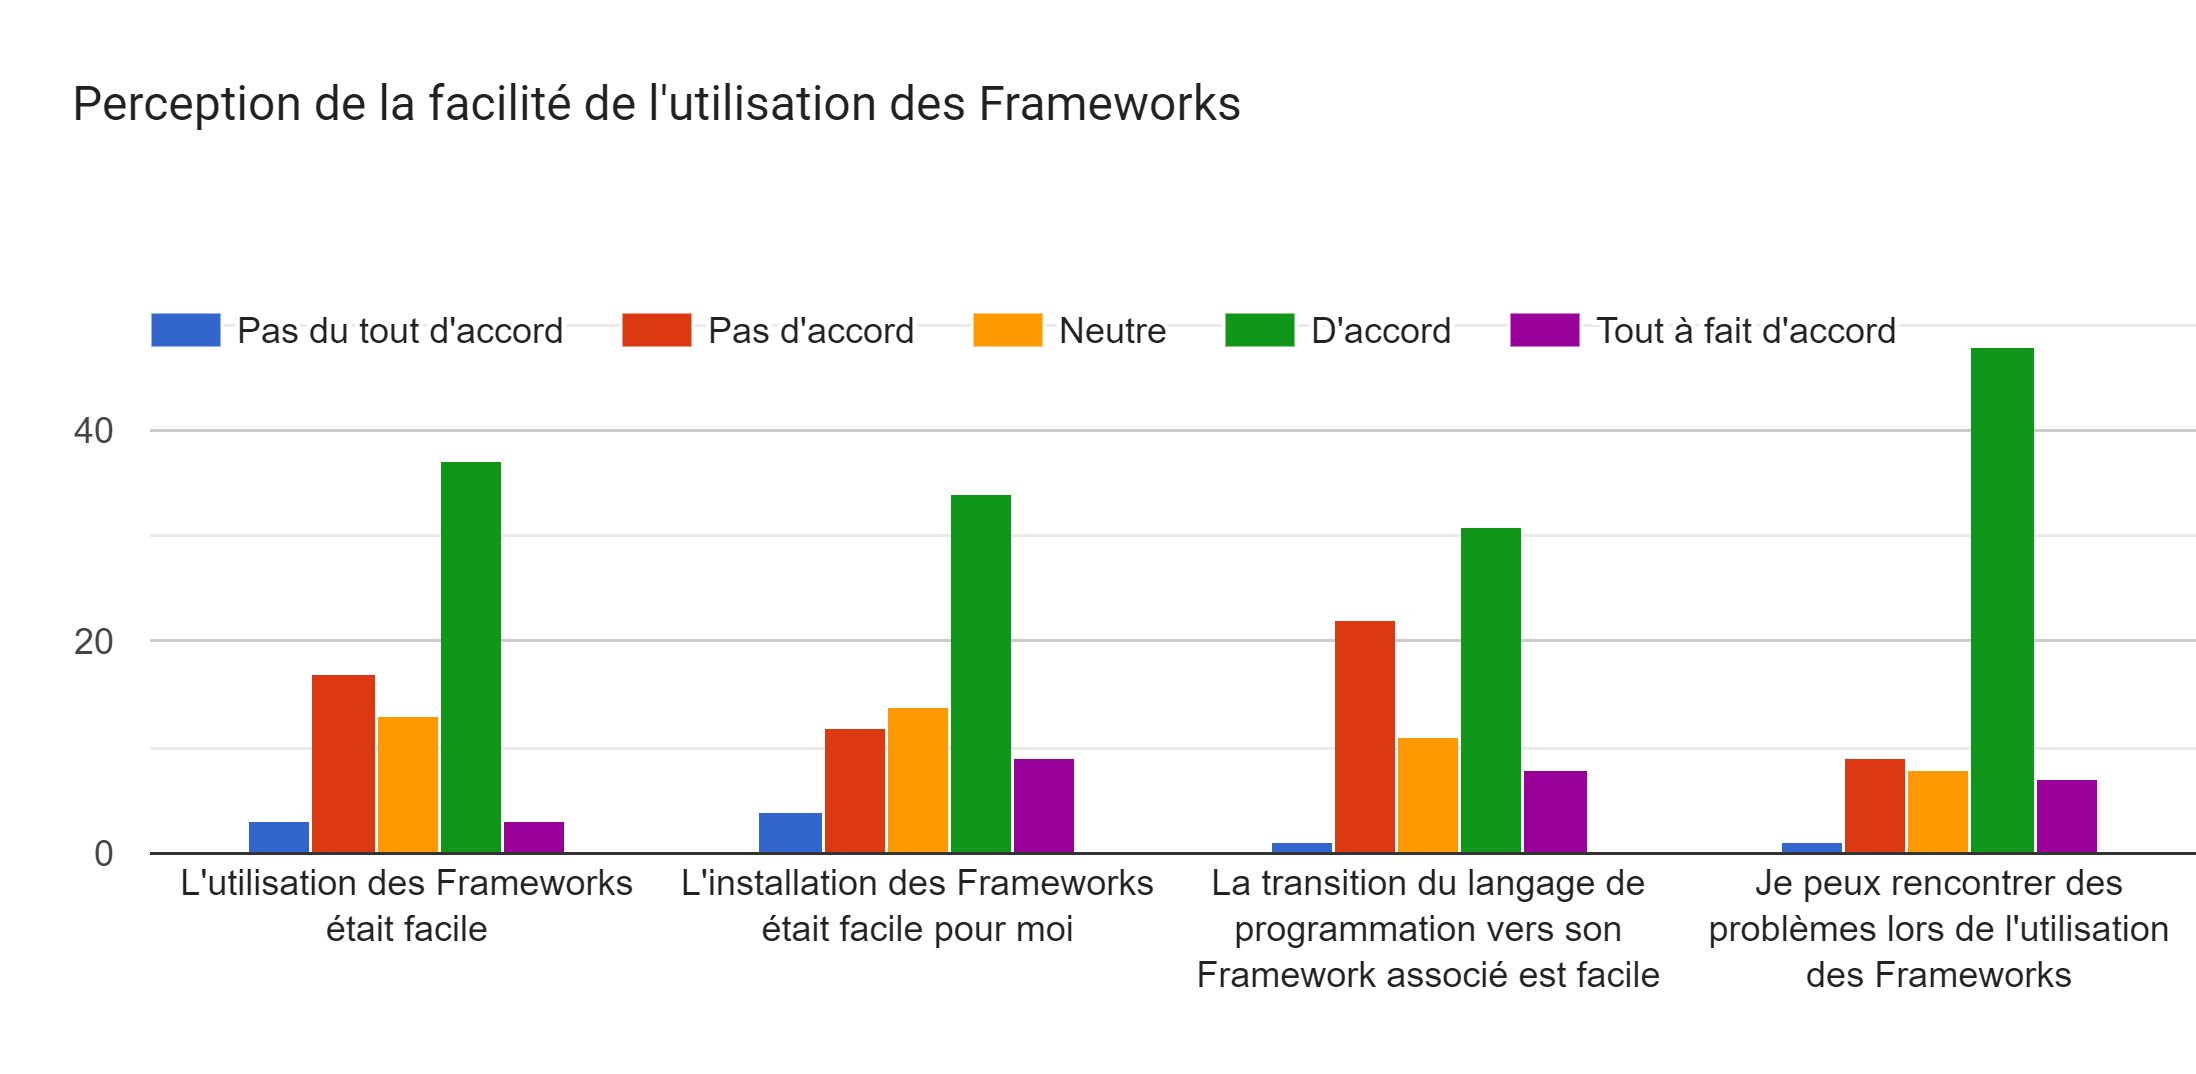 Perception de la facilité de l'utilisation des Frameworks
Pas du tout d'accord Pas d'accord Neutre D'accord Tout à fait d'accord
40
20
0
L'utilisation des Frameworks
était facile
L'installation des Frameworks
était facile pour moi
La transition du langage de
programmation vers son
Framework associé est facile
Je peux rencontrer des
problèmes lors de l'utilisation
des Frameworks